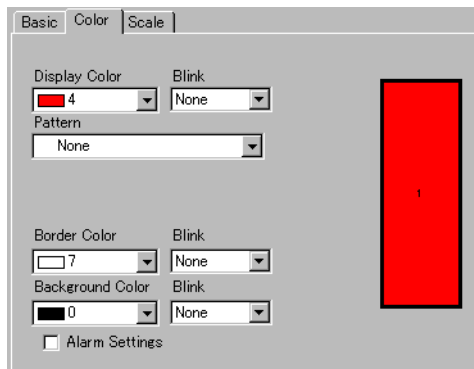 Basic Color Scale
Display Color Blink
4 None
Pattern
None
1
Border Color Blink
7 None
Background Color Blink
0 None
Alarm Settings